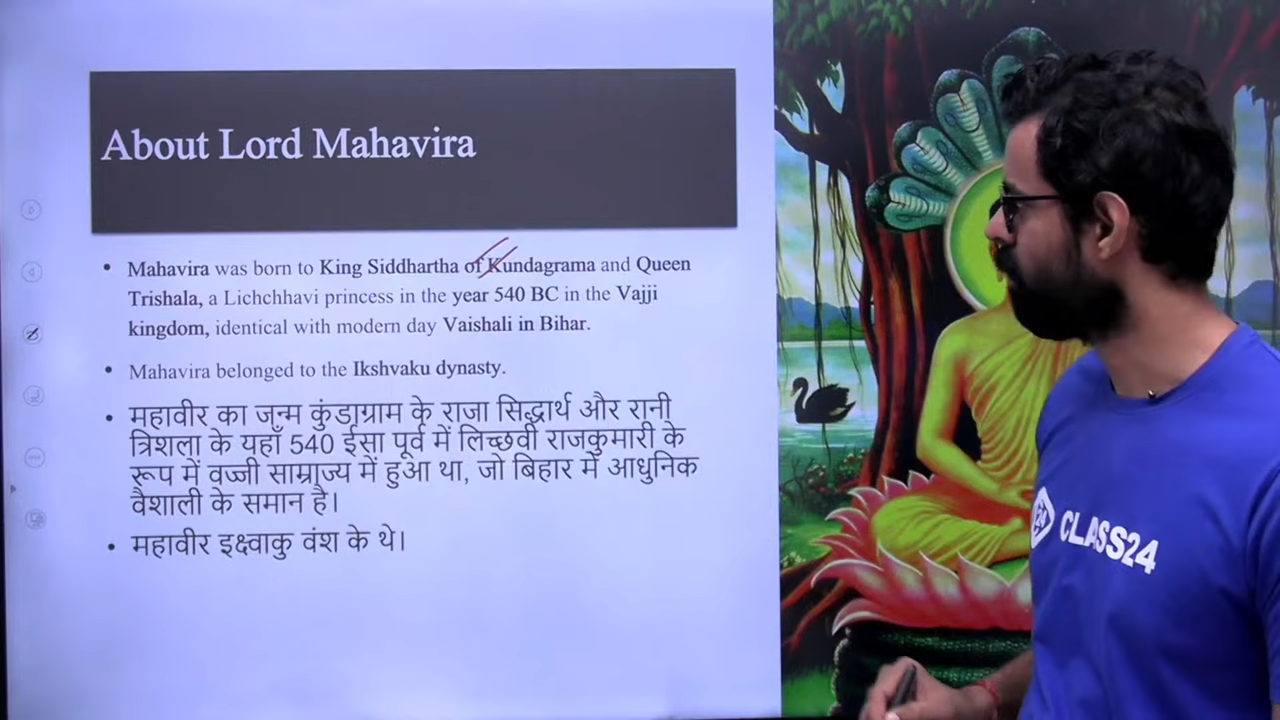 About Lord Mahavira
• Mahavira was born to King Siddhartha of Kundagrama and Queen
Trishala, a Lichchhavi princess in the year 540 BC in the Vajji
kingdom, identical with modern day Vaishali in Bihar.
• Mahavira belonged to the Ikshvaku dynasty.
• महावीर का जन्म कुंडाग्राम के राजा सिद्धार्थ और रानी
त्रिशला के यहाँ 540 ईसा पूर्व में लिच्छवी राजकुमारी के
रूप में वज्जी साम्राज्य में हुआ था, जो बिहार में आधुनिक
वैशाली के समान है।
• महावीर इक्ष्वाकु वंश के थे।
CLASS24